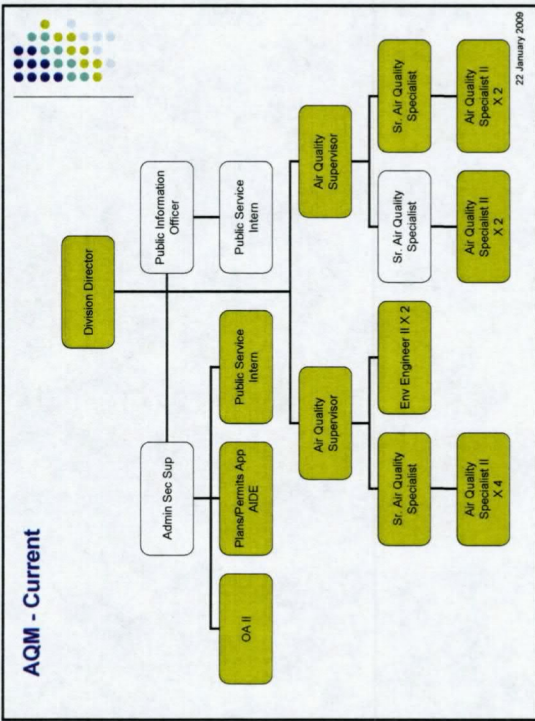 AQM - Current
Division Director
Admin Sec Sup
Public Information
Officer
OA II
Plans/Permits App
AIDE
Public Service
Intern
Public Service
Intern
Air Quality
Supervisor
Air Quality
Supervisor
Sr. Air Quality
Specialist
Env Engineer II X 2
Sr. Air Quality
Specialist
Sr. Air Quality
Specialist
Air Quality
Specialist II
X 4
Air Quality
Specialist II
X 2
Air Quality
Specialist II
X 2
22 January 2009